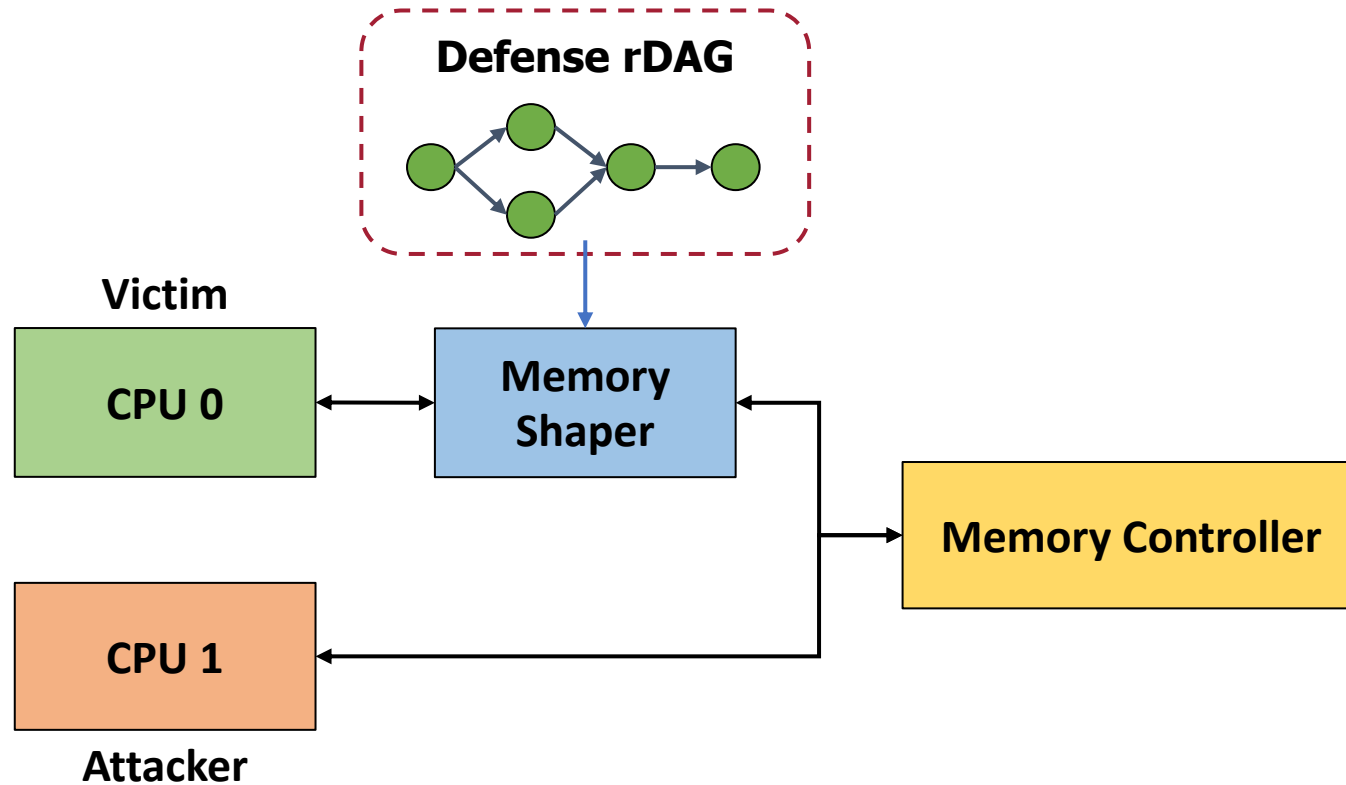 Defense rDAG
Victim
CPU 0
Memory
Shaper
Memory Controller
CPU 1
Attacker